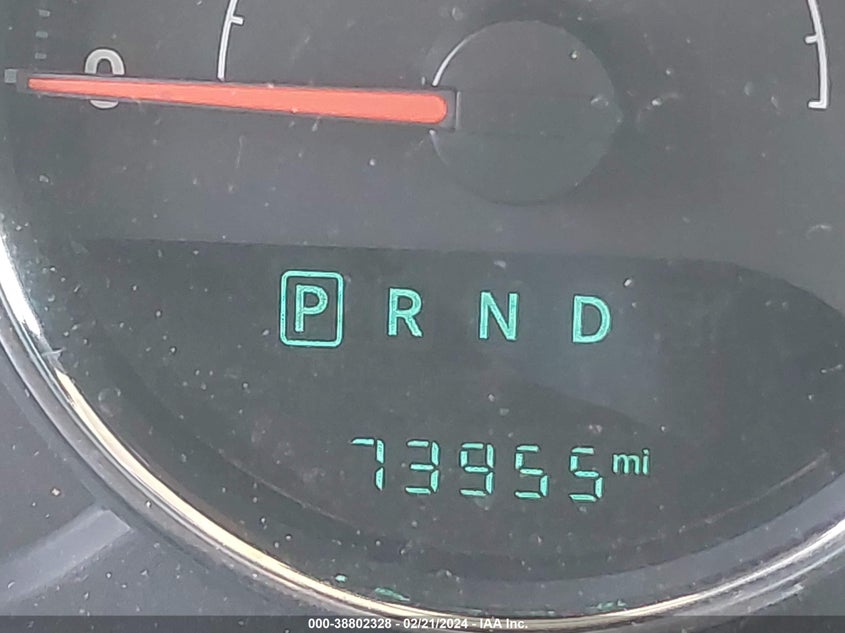 0
P R N D
73955 mi
000-38802328 - 02/21/2024 - IAA Inc.